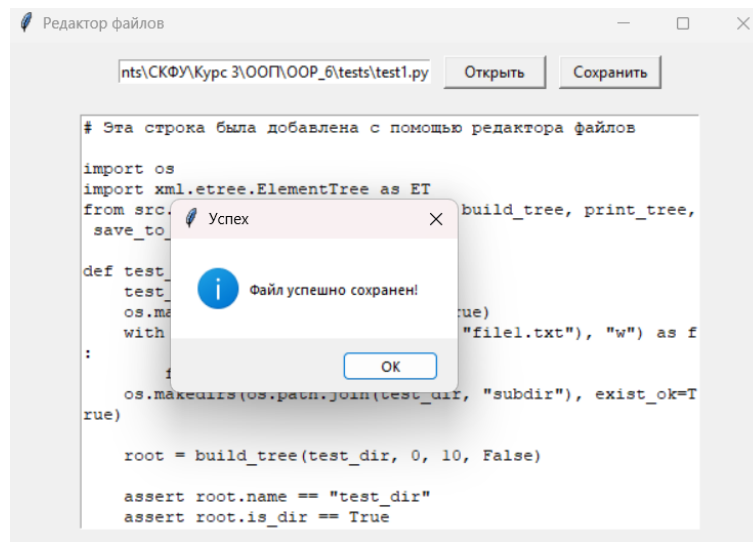 Редактор файлов
nts\СКФУ\Курс 3\ООП\OOP_6\tests\test1.py Открыть Сохранить
# Эта строка была добавлена с помощью редактора файлов
import os
import xml.etree.ElementTree as ET
from src. build_tree, print_tree,
save_to_
Успех
def test_
test_
Файл успешно сохранен!
os.ma rue)
with "file1.txt"), "w") as f
:
f
OK
os.makedirs(os.path.join(test_dir, "subdir"), exist_ok=T
rue)
root = build_tree(test_dir, 0, 10, False)
assert root.name == "test_dir"
assert root.is_dir == True